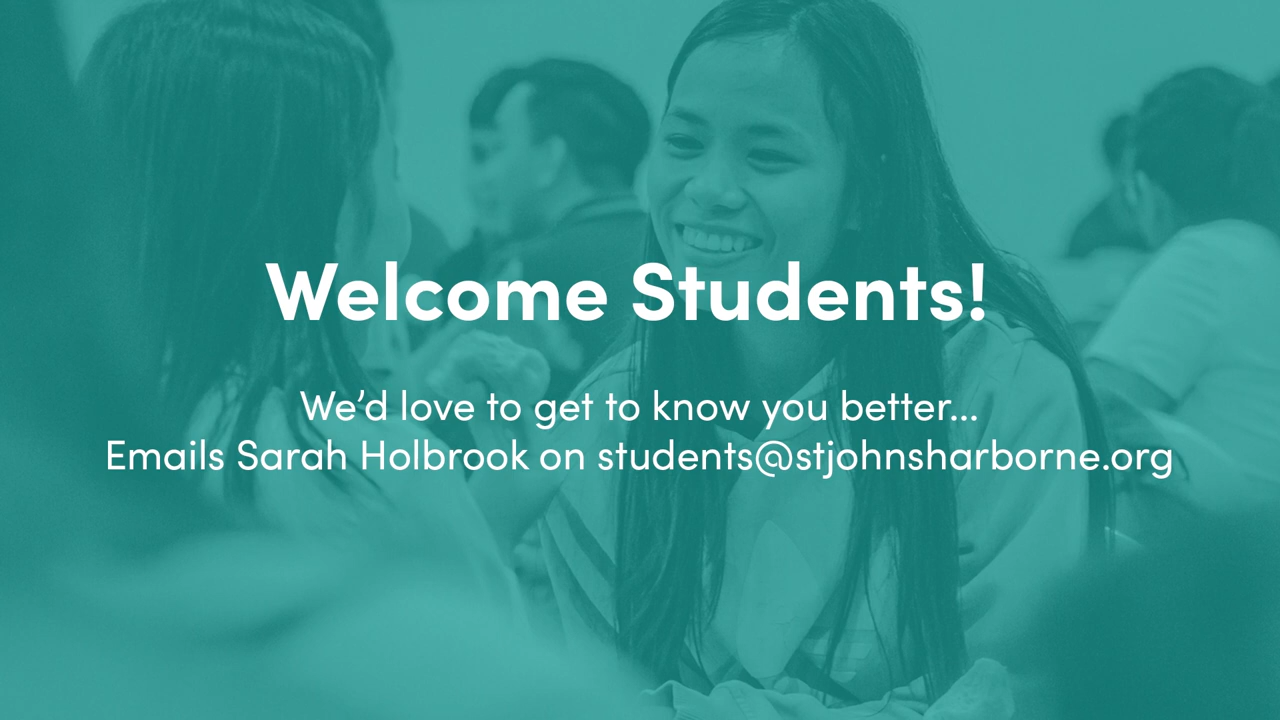 Welcome Students!
We’d love to get to know you better...
Emails Sarah Holbrook on students@stjohnsharborne.org